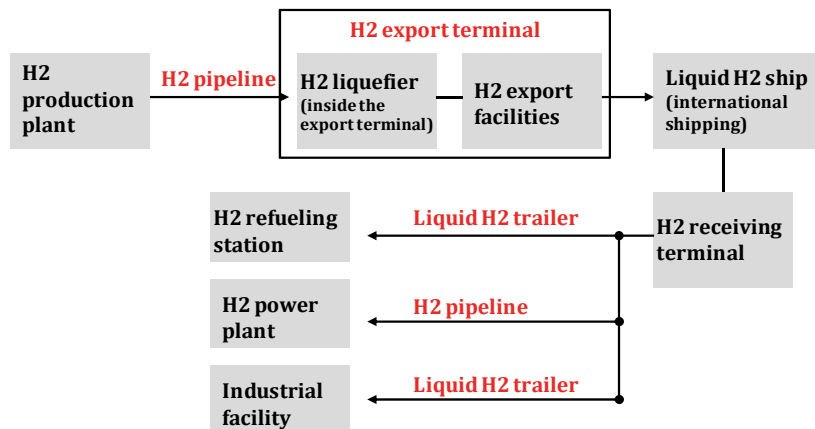 H2 export terminal
H2
production
plant
H2 pipeline
H2 liquefier
(inside the
export terminal)
H2 export
facilities
Liquid H2 ship
(international
shipping)
H2 refueling
station
Liquid H2 trailer
H2 receiving
terminal
H2 power
plant
H2 pipeline
Industrial
facility
Liquid H2 trailer